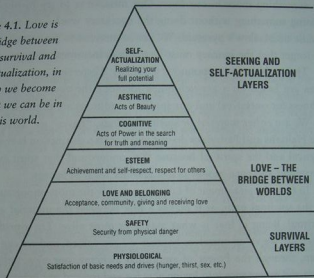 4.1. Love is
between
survival and
in
we become
we can be in
world.
SELF-
ACTUALIZATION
Realizing your
full potential
AESTHETIC
Acts of Beauty
COGNITIVE
Acts of Power in the search
for truth and meaning
ESTEEM
Achievement and self-respect, respect for others
LOVE AND BELONGING
Acceptance, community, giving and receiving love
SAFETY
Security from physical danger
PHYSIOLOGICAL
Satisfaction of basic needs and drives (hunger, thirst, sex, etc.)
SEEKING AND
SELF-ACTUALIZATION
LAYERS
LOVE – THE
BRIDGE BETWEEN
WORLDS
SURVIVAL
LAYERS